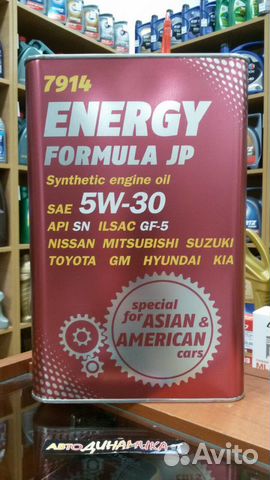 7914
ENERGY
FORMULA JP
Synthetic engine oil
SAE 5W-30
API SN ILSAC GF-5
NISSAN MITSUBISHI SUZUKI
TOYOTA GM HYUNDAI KIA
special
for ASIAN &
AMERICAN
cars
АВТОДИНАМИКА
Avito